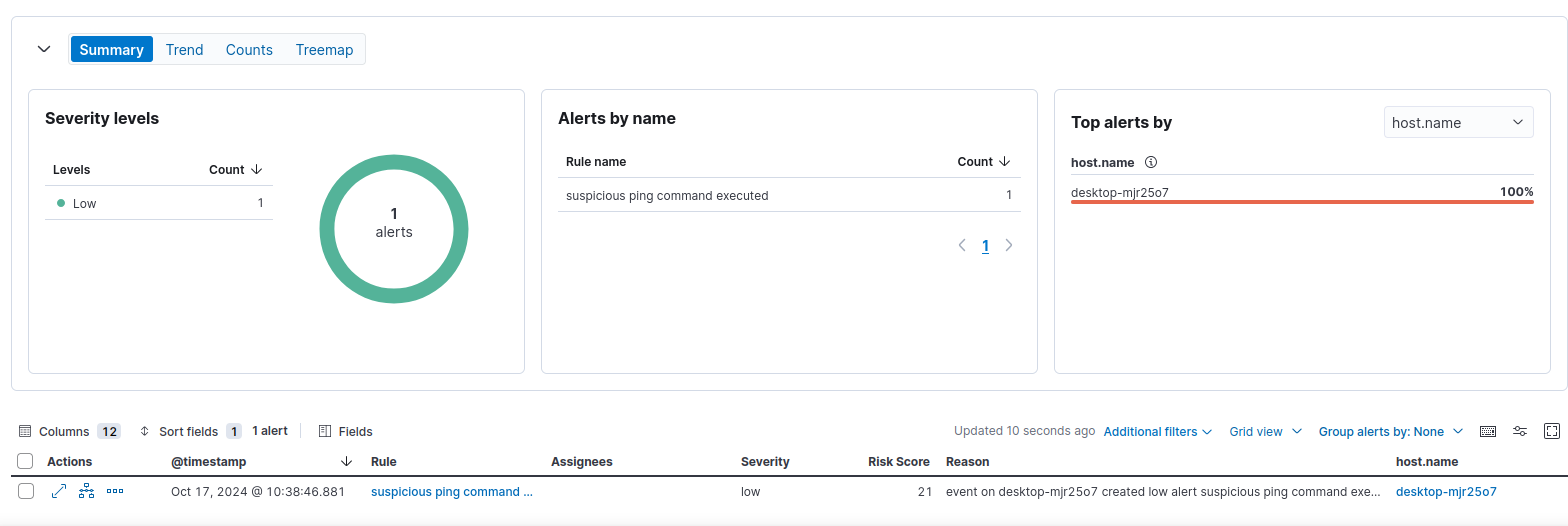 Summary Trend Counts Treemap
Severity levels
Levels Count
Low 1
1
alerts
Alerts by name
Rule name Count
suspicious ping command executed 1
1
Top alerts by host.name
host.name
desktop-mjr25o7 100%
Columns 12 Sort fields 1 1 alert Fields Updated 10 seconds ago Additional filters Grid view Group alerts by: None
Actions @timestamp Rule Assignees Severity Risk Score Reason host.name
Oct 17, 2024 @ 10:38:46.881 suspicious ping command ... low 21 event on desktop-mjr25o7 created low alert suspicious ping command exe... desktop-mjr25o7